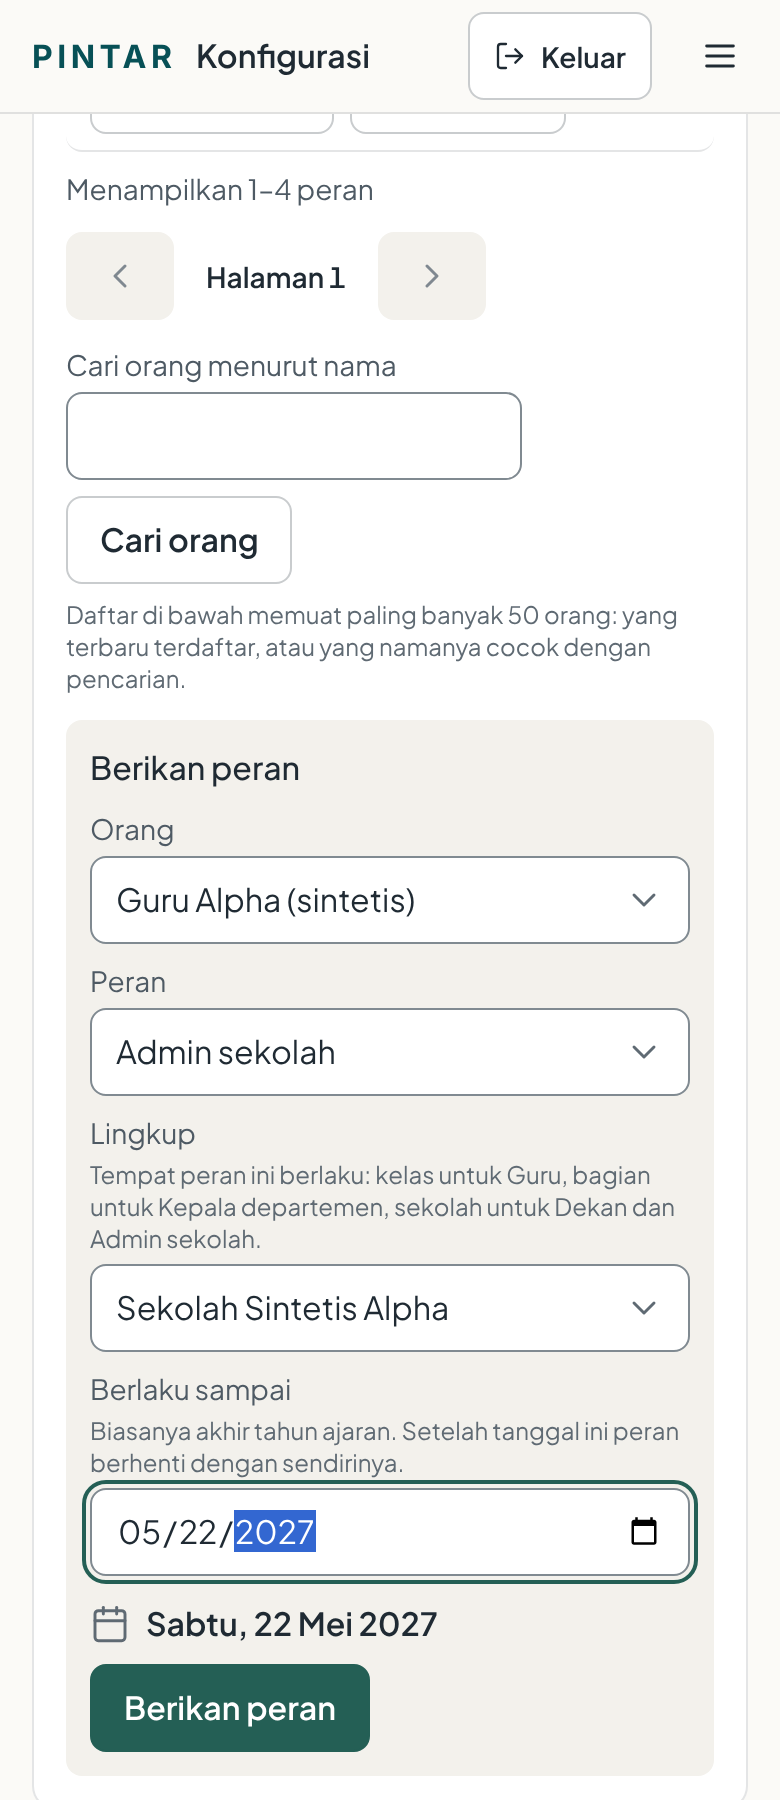 PINTAR Konfigurasi
Keluar
Menampilkan 1–4 peran
Halaman 1
Cari orang menurut nama
Cari orang
Daftar di bawah memuat paling banyak 50 orang: yang
terbaru terdaftar, atau yang namanya cocok dengan
pencarian.
Berikan peran
Orang
Guru Alpha (sintetis)
Peran
Admin sekolah
Lingkup
Tempat peran ini berlaku: kelas untuk Guru, bagian
untuk Kepala departemen, sekolah untuk Dekan dan
Admin sekolah.
Sekolah Sintetis Alpha
Berlaku sampai
Biasanya akhir tahun ajaran. Setelah tanggal ini peran
berhenti dengan sendirinya.
05/22/2027
Sabtu, 22 Mei 2027
Berikan peran